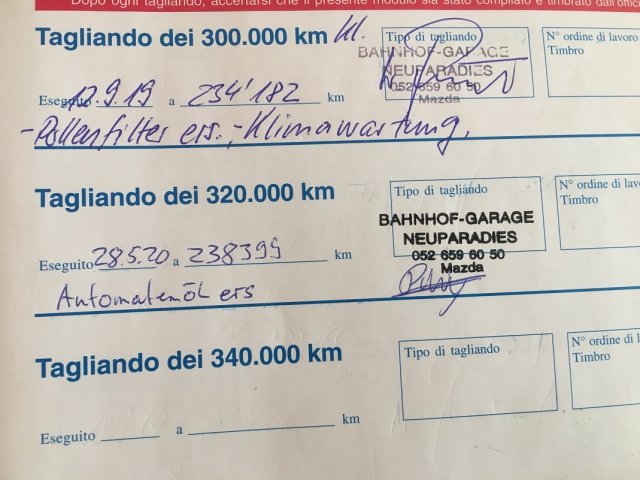 Dopo ogni tagliando, accertarsi che il presente modulo sia stato compilato e timbrato dall'offici
Tagliando dei 300.000 km Kl.
Tipo di tagliando
N° ordine di lavoro
Timbro
BAHNHOF-GARAGE
NEUPARADIES
052 659 60 50
Mazda
Eseguito 12.9.19 a 234'182 km
-Pollenfilter ers., -Klimawartung,
Tagliando dei 320.000 km
Tipo di tagliando
N° ordine di lavoro
Timbro
BAHNHOF-GARAGE
NEUPARADIES
052 659 60 50
Mazda
Eseguito 28.5.20 a 238399 km
Automatenöl ers
Tagliando dei 340.000 km
Tipo di tagliando
N° ordine di l
Timbro
Eseguito a km